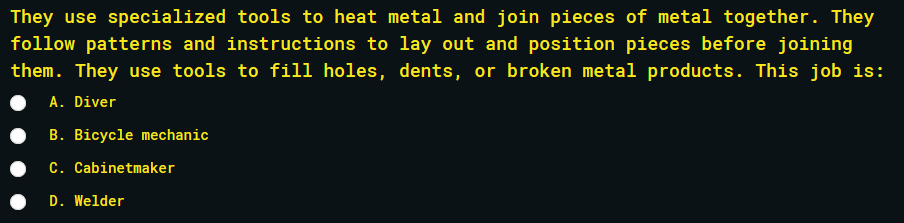 They use specialized tools to heat metal and join pieces of metal together. They
follow patterns and instructions to lay out and position pieces before joining
them. They use tools to fill holes, dents, or broken metal products. This job is:
A. Diver
B. Bicycle mechanic
C. Cabinetmaker
D. Welder